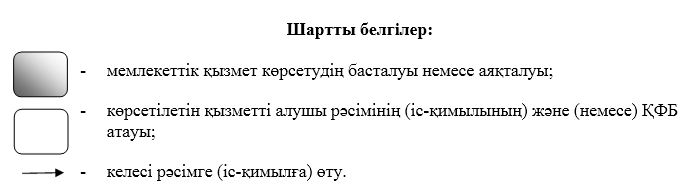 Шартты белгілер:
- мемлекеттік қызмет көрсетудің басталуы немесе аяқталуы;
- көрсетілетін қызметті алушы рәсімінің (іс-қимылының) және (немесе) ҚФБ
атауы;
- келесі рәсімге (іс-қимылға) өту.